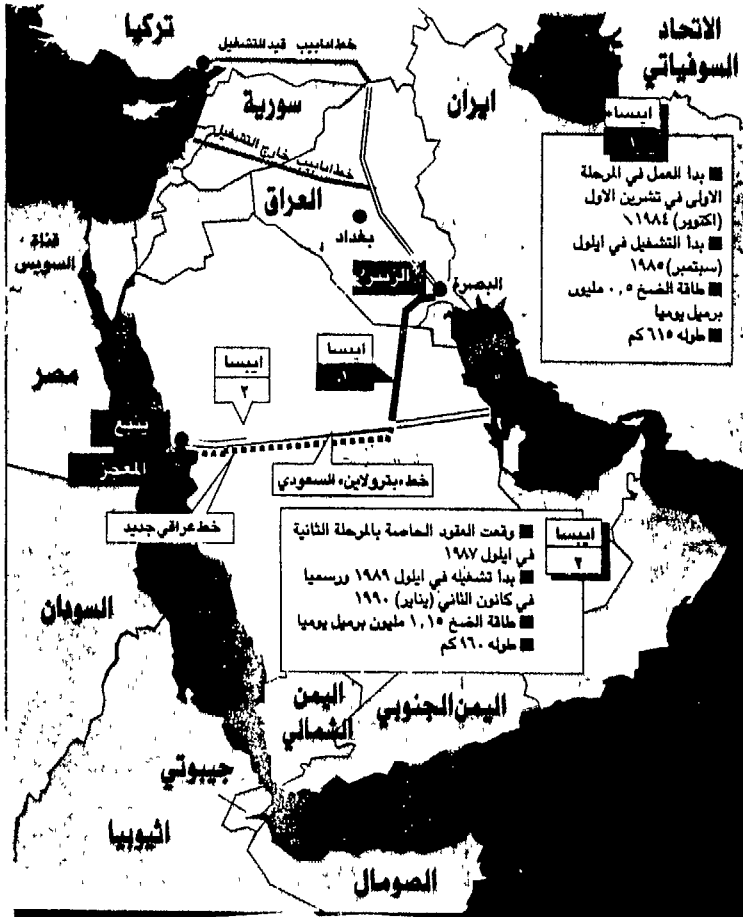 تركيا
الاتحاد
السوفياتي
خط انابيب قيد التشغيل
سورية
ايران
خط انابيب خارج التشغيل
العراق
بغداد
قناة
السويس
البصرة
مصر
ايبسا
١
■ بدأ العمل في المرحلة
الاولى في تشرين الاول
(اكتوبر) ١٩٨٤
■ بدأ التشغيل في ايلول
(سبتمبر) ١٩٨٥
■ طاقة الضخ ٠,٥ مليون
برميل يوميا
■ طوله ٦١٥ كم
ايبسا
١
ايبسا
٢
ينبع
المعجز
خط «بترولاين» السعودي
خط عراقي جديد
ايبسا
٢
■ وقعت العقود الخاصة بالمرحلة الثانية
في ايلول ١٩٨٧
■ بدأ تشغيله في ايلول ١٩٨٩ ورسميا
في كانون الثاني (يناير) ١٩٩٠
■ طاقة الضخ ١,١٥ مليون برميل يوميا
■ طوله ٩٦٠ كم
السودان
اليمن
الشمالي
اليمن الجنوبي
جيبوتي
اثيوبيا
الصومال